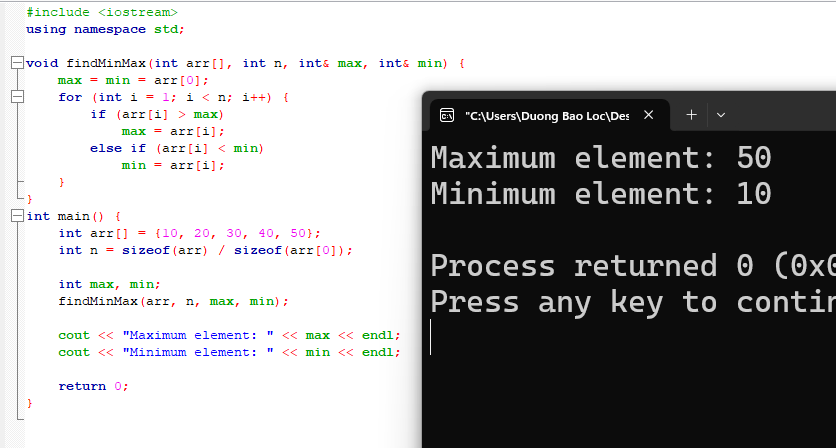 #include <iostream>
using namespace std;
void findMinMax(int arr[], int n, int& max, int& min) {
    max = min = arr[0];
    for (int i = 1; i < n; i++) {
        if (arr[i] > max)
            max = arr[i];
        else if (arr[i] < min)
            min = arr[i];
    }
}
int main() {
    int arr[] = {10, 20, 30, 40, 50};
    int n = sizeof(arr) / sizeof(arr[0]);
    int max, min;
    findMinMax(arr, n, max, min);
    cout << "Maximum element: " << max << endl;
    cout << "Minimum element: " << min << endl;
    return 0;
}
"C:\Users\Duong Bao Loc\Des
Maximum element: 50
Minimum element: 10
Process returned 0 (0x0
Press any key to contin